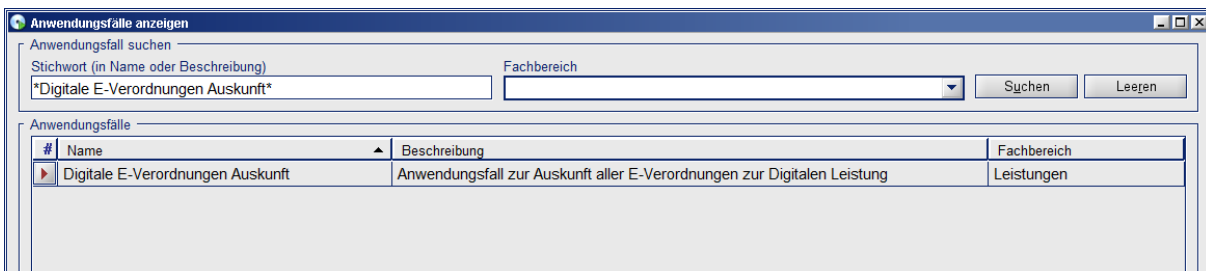 Anwendungsfälle anzeigen
Anwendungsfall suchen
Stichwort (in Name oder Beschreibung) Fachbereich
*Digitale E-Verordnungen Auskunft* Suchen Leeren
Anwendungsfälle
# Name Beschreibung Fachbereich
Digitale E-Verordnungen Auskunft Anwendungsfall zur Auskunft aller E-Verordnungen zur Digitalen Leistung Leistungen